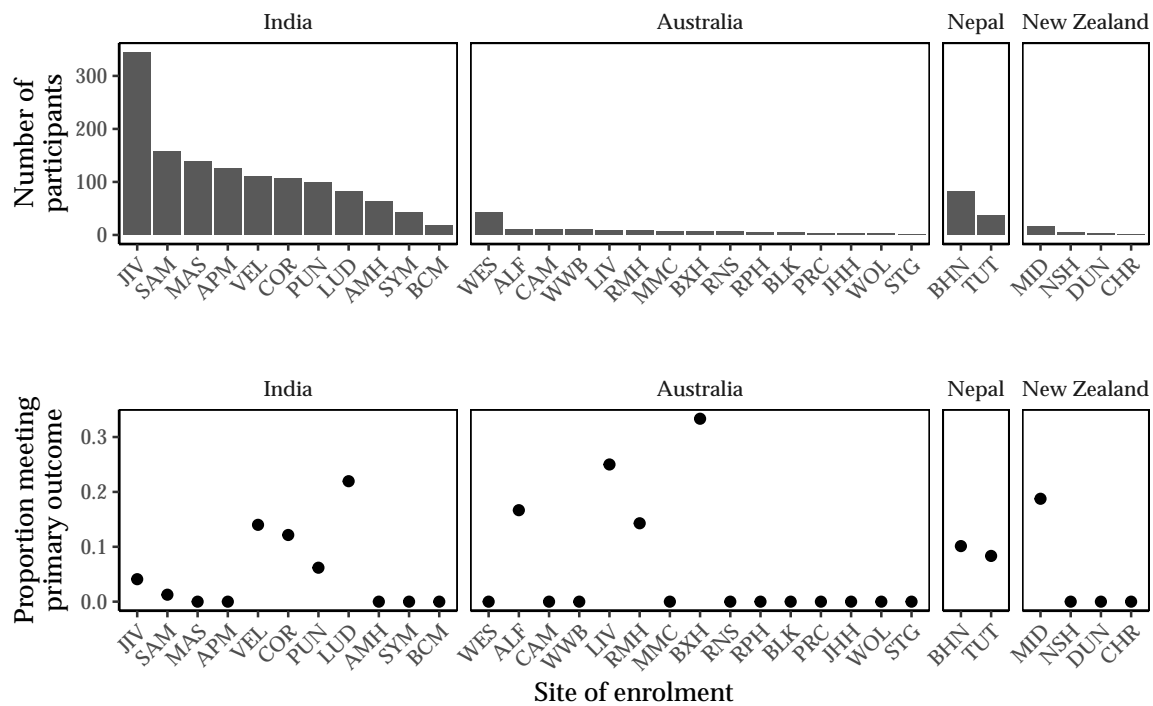 India Australia Nepal New Zealand
Number of
participants
300
200
100
0
JIV SAM MAS APM VEL COR PUN LUD AMH SYM BCM WES ALF CAM WWB LIV RMH MMC BXH RNS RPH BLK PRC JHH WOL STG BHN TUT MID NSH DUN CHR
India Australia Nepal New Zealand
Proportion meeting
primary outcome
0.3
0.2
0.1
0.0
JIV SAM MAS APM VEL COR PUN LUD AMH SYM BCM WES ALF CAM WWB LIV RMH MMC BXH RNS RPH BLK PRC JHH WOL STG BHN TUT MID NSH DUN CHR
Site of enrolment